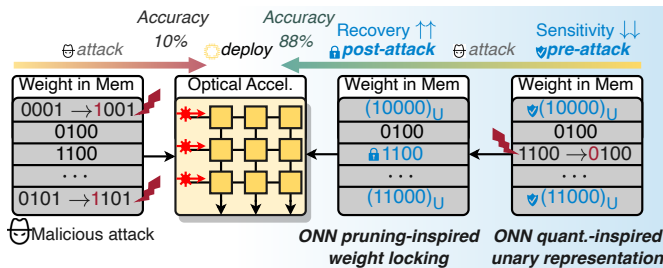 Accuracy 10%
Accuracy 88%
Recovery ↑↑
Sensitivity ↓↓
attack
deploy
post-attack
attack
pre-attack
Weight in Mem
0001 →1001
0100
1100
...
0101 →1101
Malicious attack
Optical Accel.
Weight in Mem
(10000)U
0100
1100
...
(11000)U
ONN pruning-inspired
weight locking
Weight in Mem
(10000)U
0100
1100 →0100
...
(11000)U
ONN quant.-inspired
unary representation